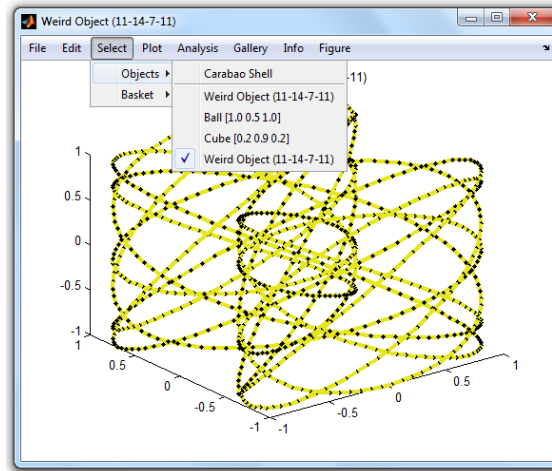 Weird Object (11-14-7-11)
File Edit Select Plot Analysis Gallery Info Figure
Objects
Basket
Carabao Shell
Weird Object (11-14-7-11)
Ball [1.0 0.5 1.0]
Cube [0.2 0.9 0.2]
Weird Object (11-14-7-11)
11)
1
0.5
0
-0.5
-1
1
0.5
0
-0.5
-1
-1
-0.5
0
0.5
1